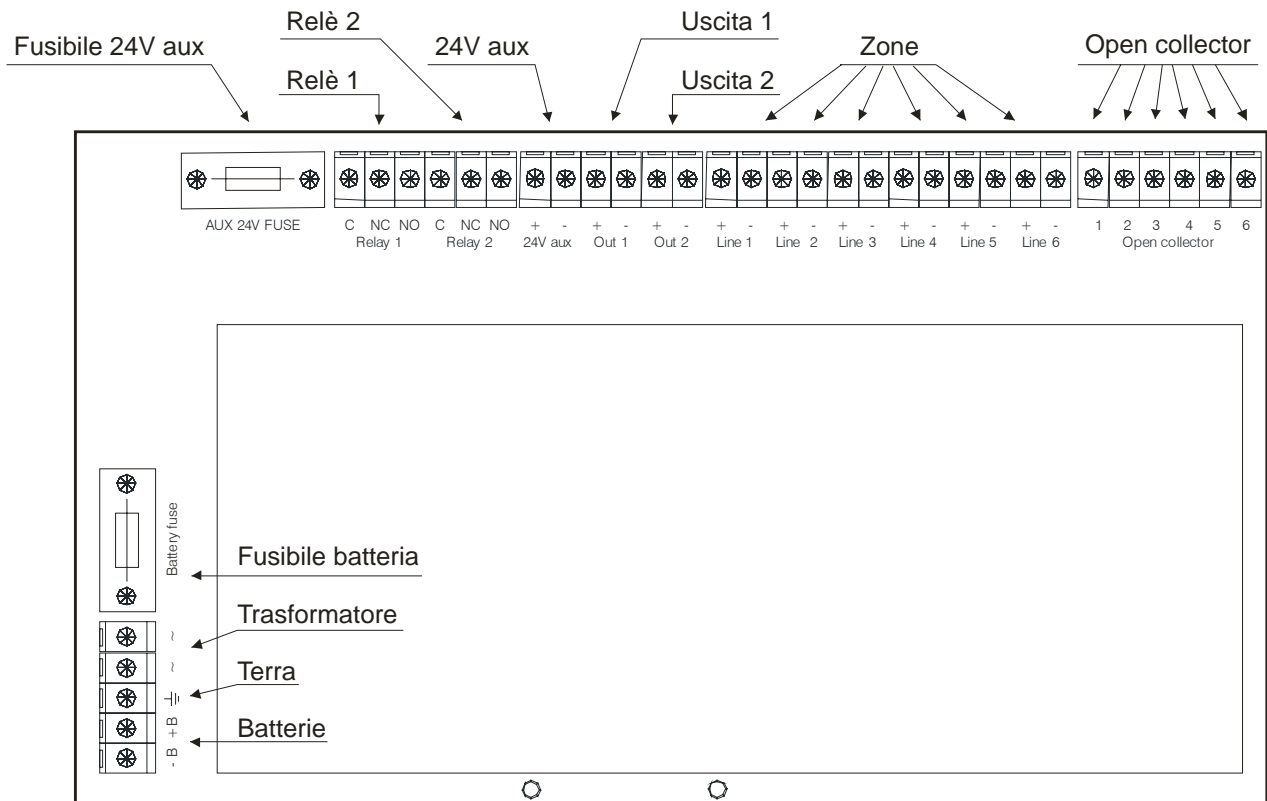 Relè 2
Uscita 1
Fusibile 24V aux
24V aux
Zone
Open collector
Relè 1
Uscita 2
AUX 24V FUSE
C NC NO C NC NO + - + - + - + - + - + - + - + - + - 1 2 3 4 5 6
Relay 1 Relay 2 24V aux Out 1 Out 2 Line 1 Line 2 Line 3 Line 4 Line 5 Line 6 Open collector
Battery fuse
Fusibile batteria
Trasformatore
~
~
Terra
+ B
Batterie
- B